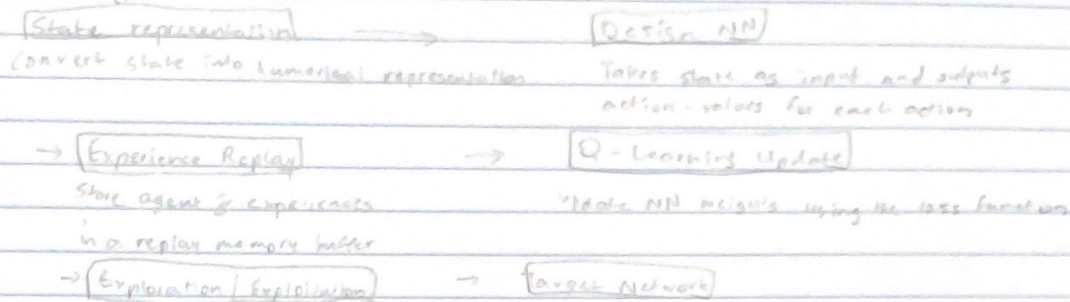 State representation → Design NN
Convert state into numerical representation Takes state as input and outputs
action-values for each action
→ Experience Replay → Q-Learning Update
Store agent's experiences Update NN weights using the loss function
in a replay memory buffer
→ Exploration / Exploitation → Target Network